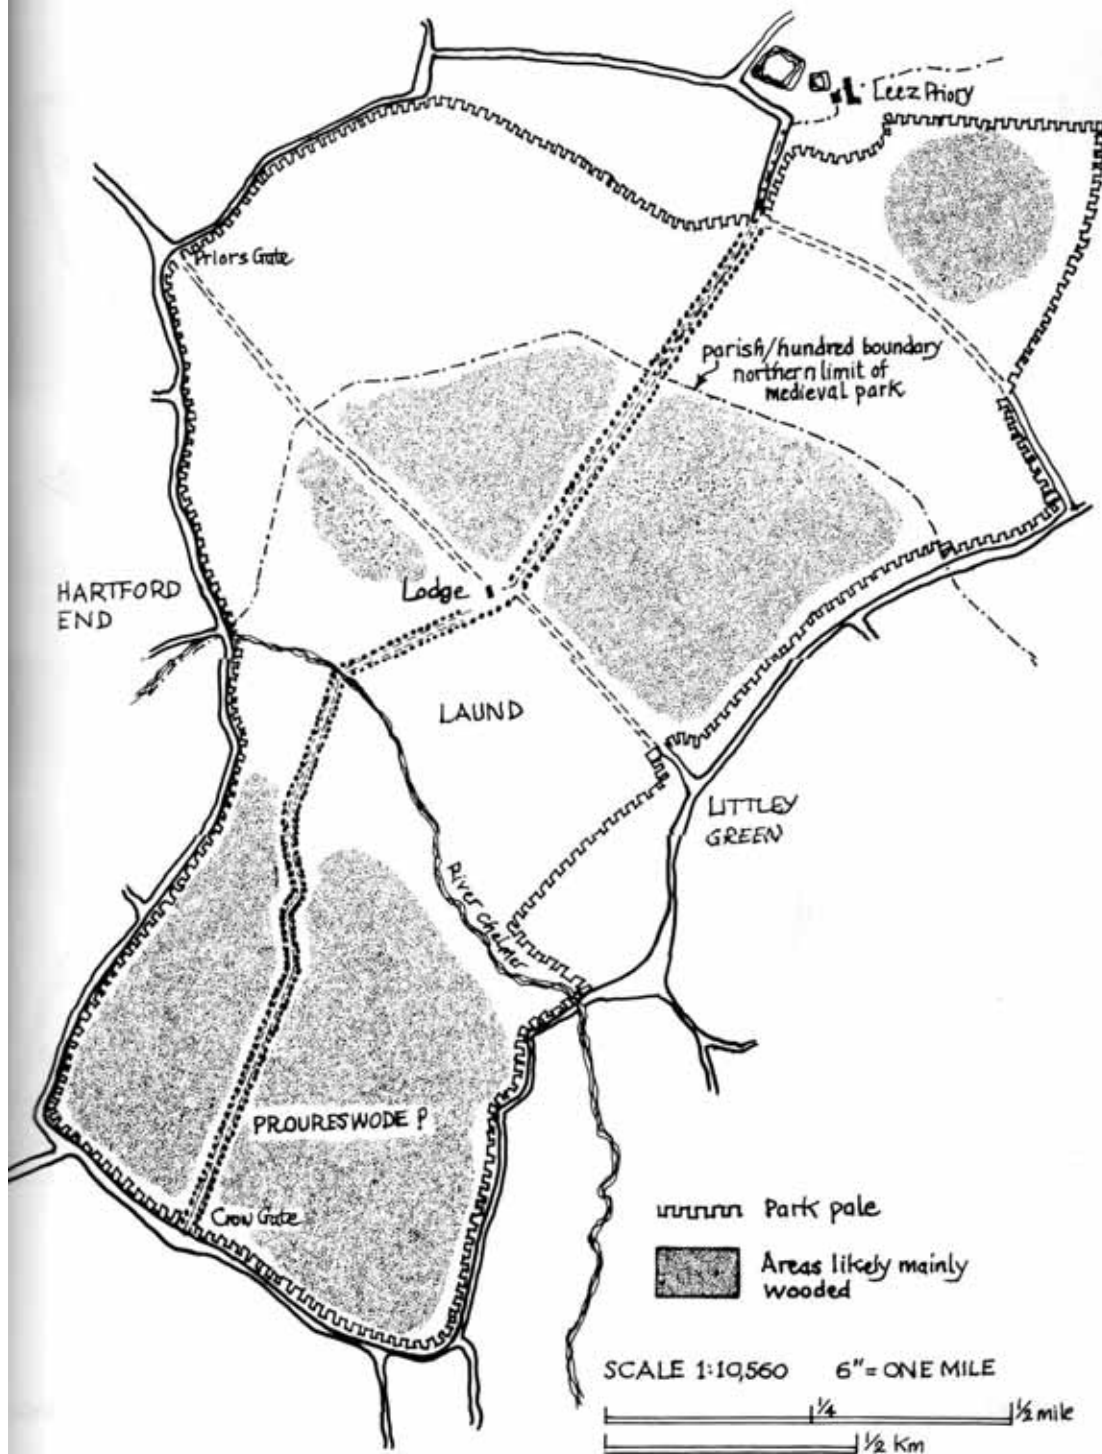 Leez Priory
Priors Gate
parish/hundred boundary
northern limit of
medieval park
HARTFORD
END
Lodge
LAUND
LITTLEY
GREEN
River Chelmer
PROURESWODE ?
Crow Gate
Park pale
Areas likely mainly
wooded
SCALE 1:10,560 6"= ONE MILE
1/4 1/2 mile
1/2 Km